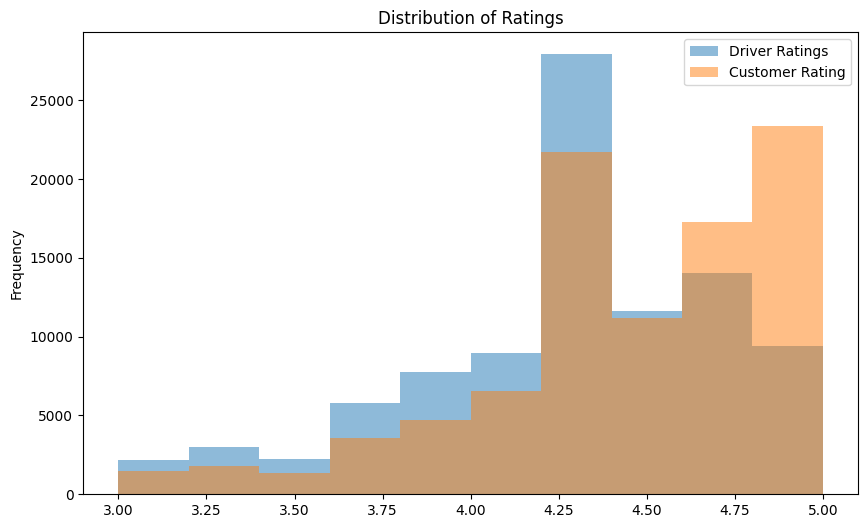 Distribution of Ratings
Driver Ratings
Customer Rating
Frequency
25000
20000
15000
10000
5000
0
3.00 3.25 3.50 3.75 4.00 4.25 4.50 4.75 5.00